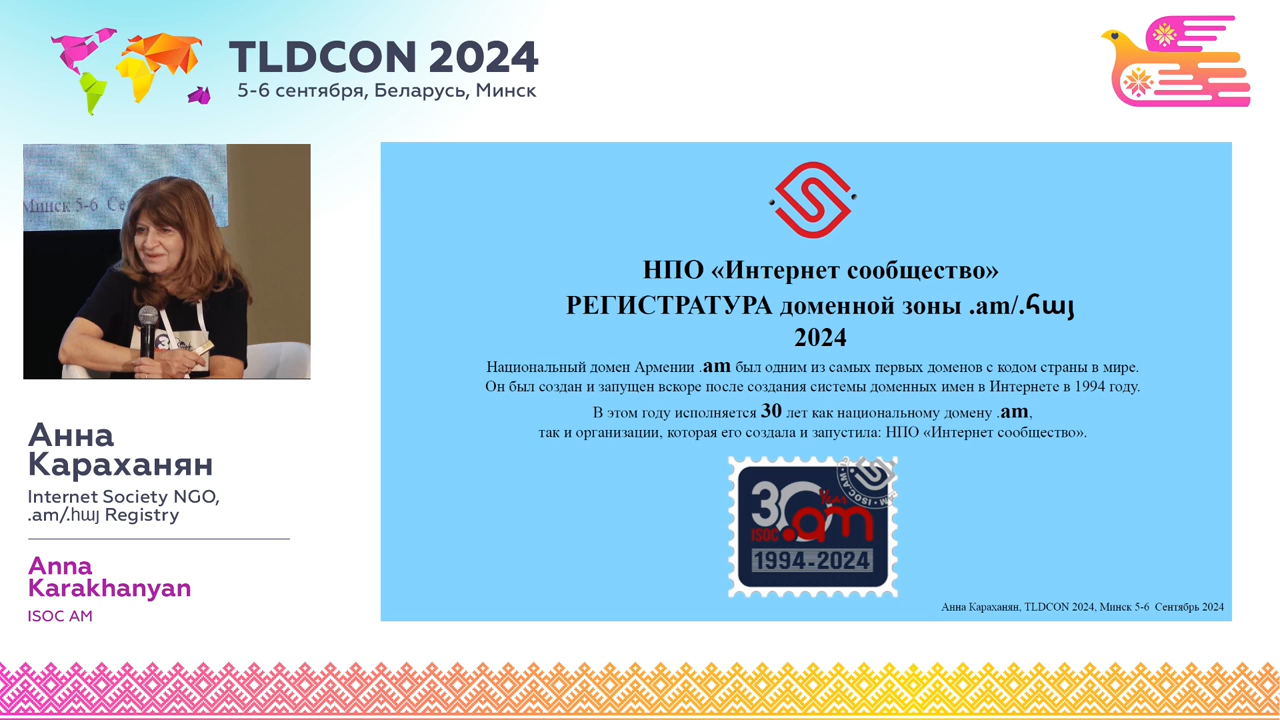 TLDCON 2024
5-6 сентября, Беларусь, Минск
Минск 5-6 Се
Анна
Караханян
Internet Society NGO,
.am/.հայ Registry
Anna
Karakhanyan
ISOC AM
НПО «Интернет сообщество»
РЕГИСТРАТУРА доменной зоны .am/.հայ
2024
Национальный домен Армении .am был одним из самых первых доменов с кодом страны в мире.
Он был создан и запущен вскоре после создания системы доменных имен в Интернете в 1994 году.
В этом году исполняется 30 лет как национальному домену .am,
так и организации, которая его создала и запустила: НПО «Интернет сообщество».
30
ISOC .am
1994-2024
Анна Караханян, TLDCON 2024, Минск 5-6 Сентябрь 2024